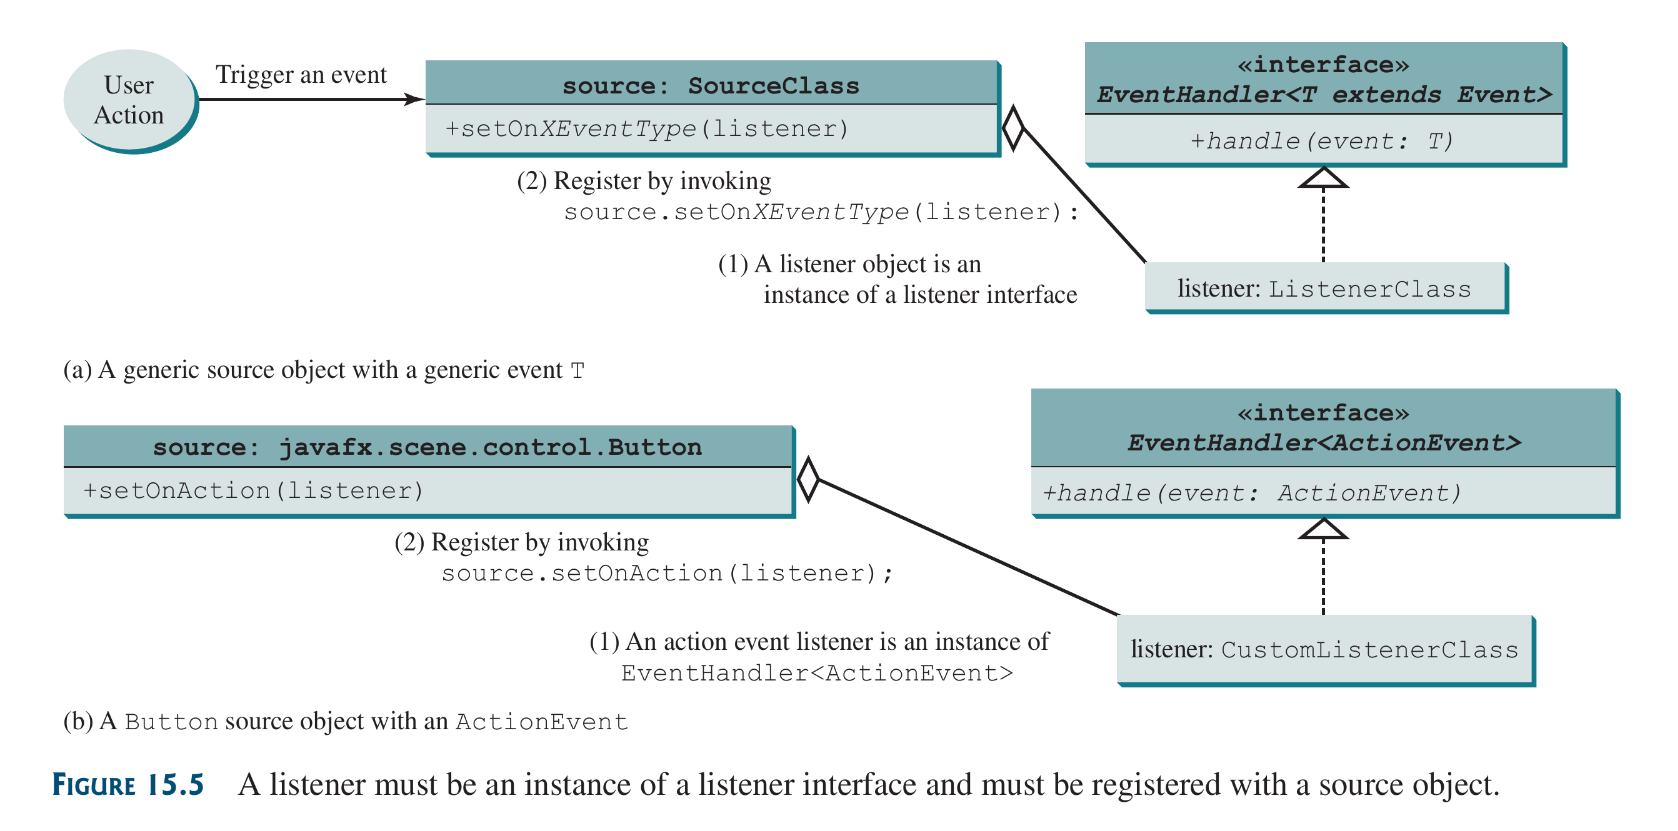 User
Action
Trigger an event
source: SourceClass
+setOnXEventType(listener)
«interface»
EventHandler<T extends Event>
+handle(event: T)
(2) Register by invoking
source.setOnXEventType(listener):
(1) A listener object is an
instance of a listener interface
listener: ListenerClass
(a) A generic source object with a generic event T
source: javafx.scene.control.Button
+setOnAction(listener)
«interface»
EventHandler<ActionEvent>
+handle(event: ActionEvent)
(2) Register by invoking
source.setOnAction(listener);
(1) An action event listener is an instance of
EventHandler<ActionEvent>
listener: CustomListenerClass
(b) A Button source object with an ActionEvent
FIGURE 15.5 A listener must be an instance of a listener interface and must be registered with a source object.